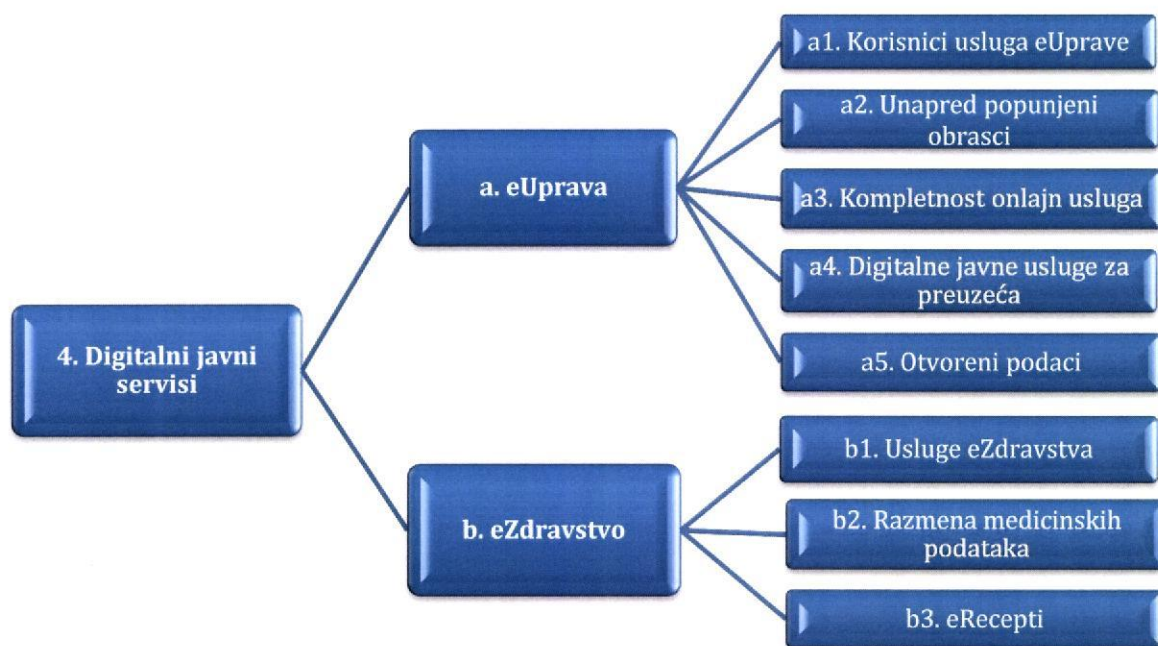 4. Digitalni javni
servisi
a. eUprava
a1. Korisnici usluga eUprave
a2. Unapred popunjeni
obrasci
a3. Kompletnost onlajn usluga
a4. Digitalne javne usluge za
preuzeća
a5. Otvoreni podaci
b. eZdravstvo
b1. Usluge eZdravstva
b2. Razmena medicinskih
podataka
b3. eRecepti